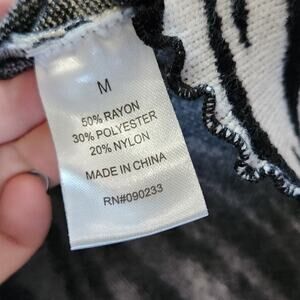 M
50% RAYON
30% POLYESTER
20% NYLON
MADE IN CHINA
RN#090233